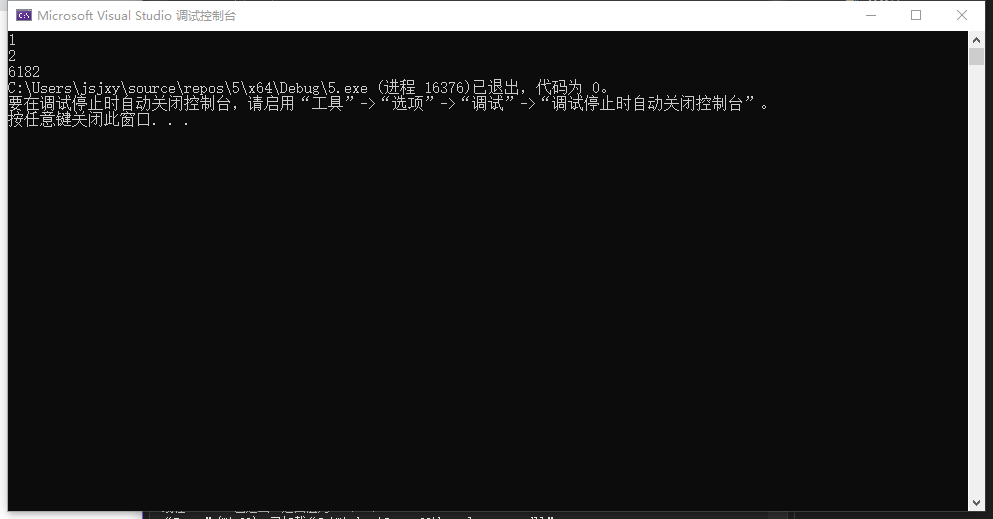 Microsoft Visual Studio 调试控制台
1
2
6182
C:\Users\jsjxy\source\repos\5\x64\Debug\5.exe (进程 16376)已退出，代码为 0。
要在调试停止时自动关闭控制台，请启用“工具”->“选项”->“调试”->“调试停止时自动关闭控制台”。
按任意键关闭此窗口. . .